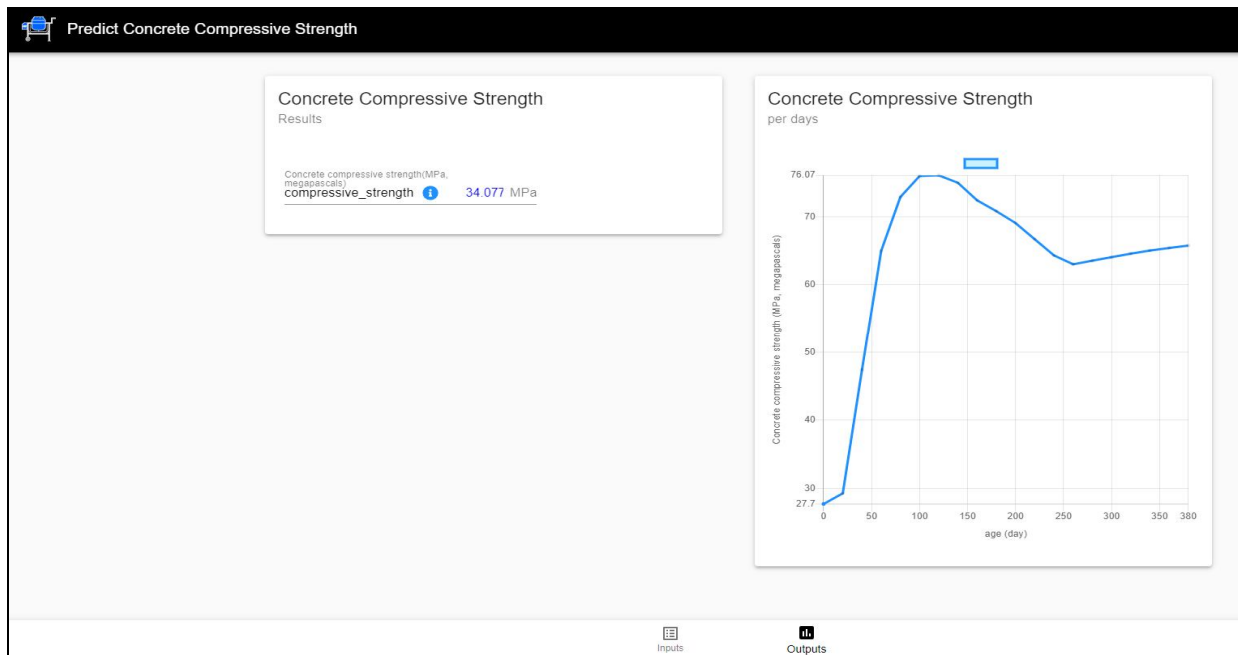 Predict Concrete Compressive Strength
Concrete Compressive Strength
Results
Concrete compressive strength(MPa,
megapascals)
compressive_strength i 34.077 MPa
Concrete Compressive Strength
per days
Concrete compressive strength (MPa, megapascals)
76.07
70
60
50
40
30
27.7
0 50 100 150 200 250 300 350 380
age (day)
Inputs
Outputs